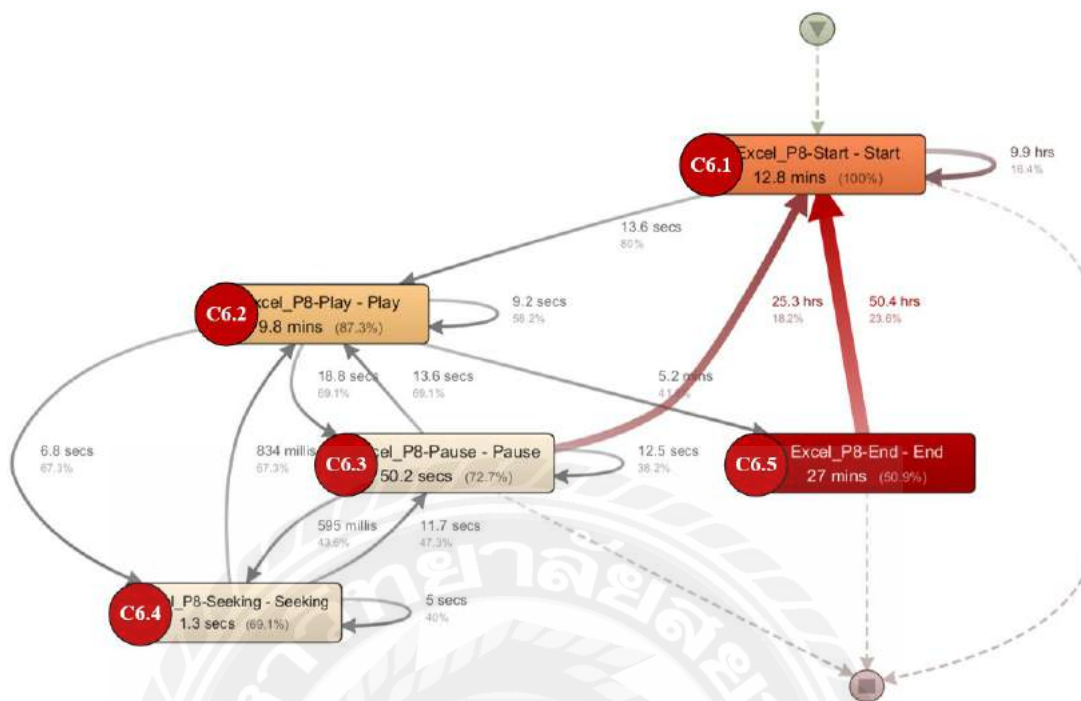 C6.1
Excel_P8-Start - Start
12.8 mins (100%)
9.9 hrs
16.4%
13.6 secs
80%
C6.2
Excel_P8-Play - Play
9.8 mins (87.3%)
9.2 secs
58.2%
25.3 hrs
18.2%
50.4 hrs
23.6%
18.8 secs
69.1%
13.6 secs
69.1%
5.2 mins
6.8 secs
67.3%
834 millis
67.3%
C6.3
Excel_P8-Pause - Pause
50.2 secs (72.7%)
12.5 secs
38.2%
C6.5
Excel_P8-End - End
27 mins (50.9%)
595 millis
43.6%
11.7 secs
47.3%
C6.4
l_P8-Seeking - Seeking
1.3 secs (69.1%)
5 secs
40%